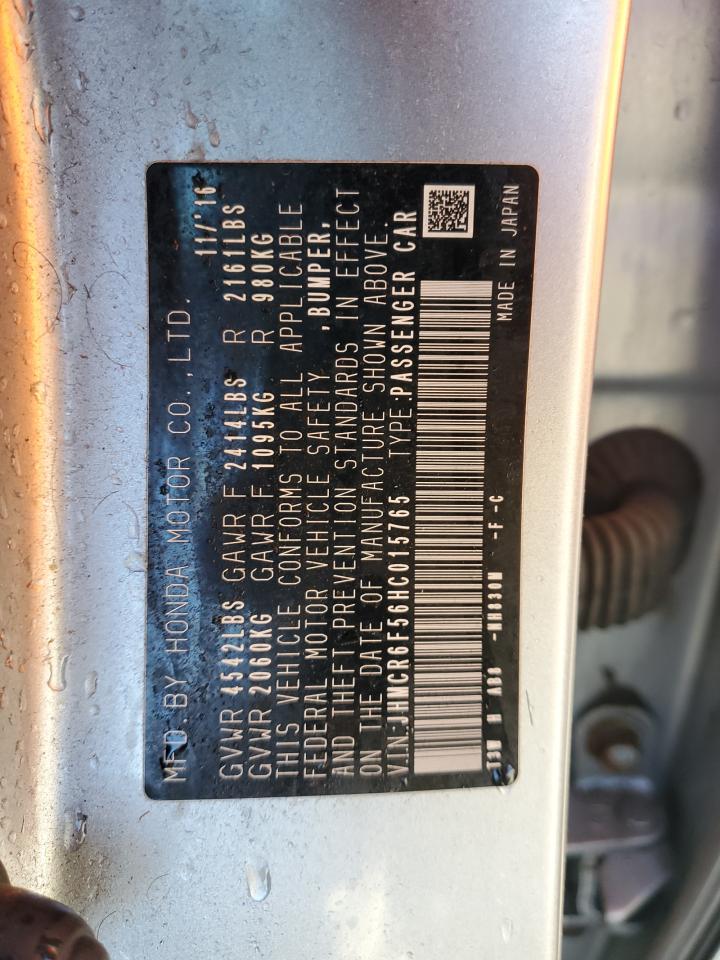 MFD. BY HONDA MOTOR CO., LTD. 11/'16
GVWR 4542LBS GAWR F 2414LBS R 2161LBS
GVWR 2060KG GAWR F 1095KG R 980KG
THIS VEHICLE CONFORMS TO ALL APPLICABLE
FEDERAL MOTOR VEHICLE SAFETY ,BUMPER,
AND THEFT PREVENTION STANDARDS IN EFFECT
ON THE DATE OF MANUFACTURE SHOWN ABOVE.
V.I.N:JHMCR6F56HC015765 TYPE:PASSENGER CAR
-NH830M -F -C
MADE IN JAPAN